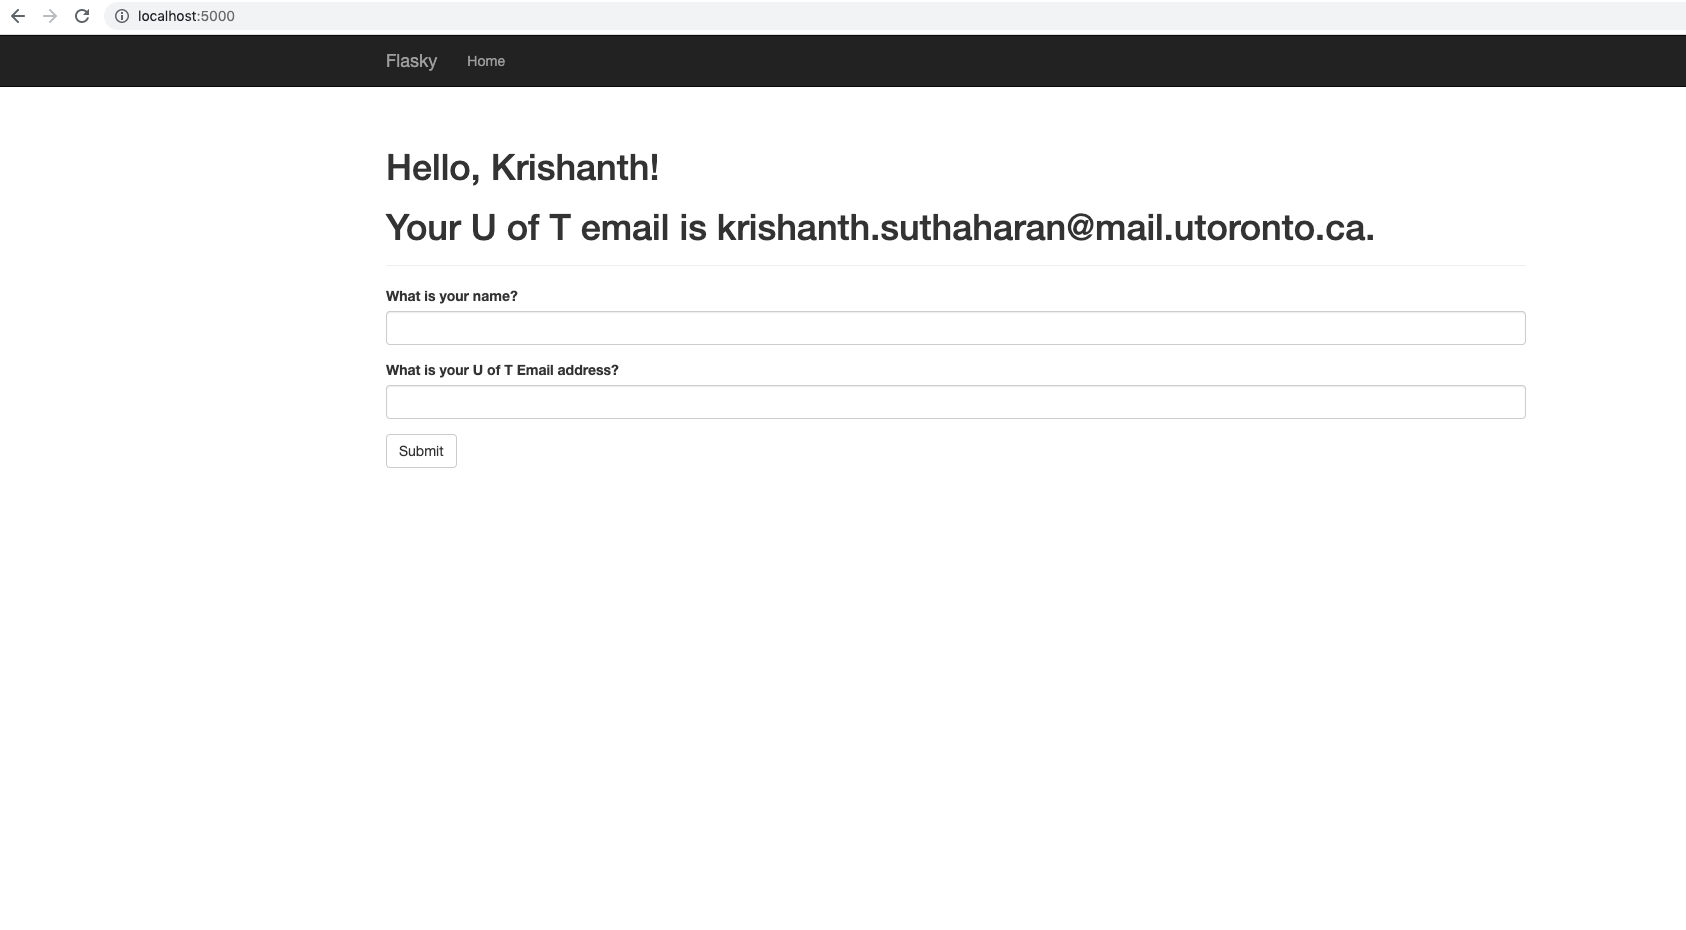 localhost:5000
Flasky Home
Hello, Krishanth!
Your U of T email is krishanth.suthaharan@mail.utoronto.ca.
What is your name?
What is your U of T Email address?
Submit